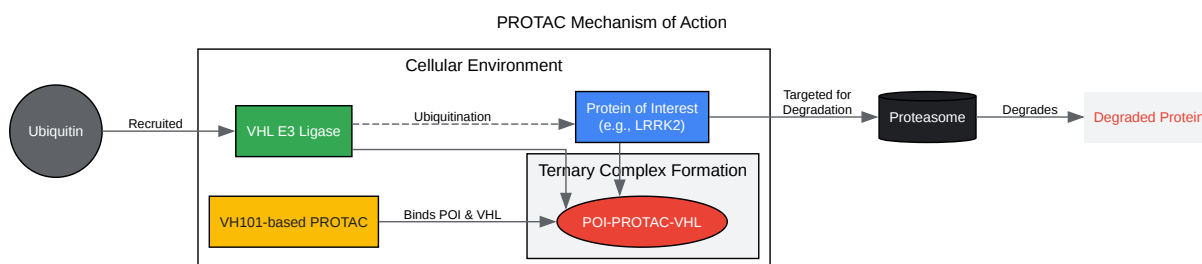 PROTAC Mechanism of Action
Cellular Environment
Ubiquitin
Recruited
VHL E3 Ligase
Ubiquitination
Protein of Interest
(e.g., LRRK2)
Targeted for
Degradation
Proteasome
Degrades
Degraded Protein
Ternary Complex Formation
VH101-based PROTAC
Binds POI & VHL
POI-PROTAC-VHL